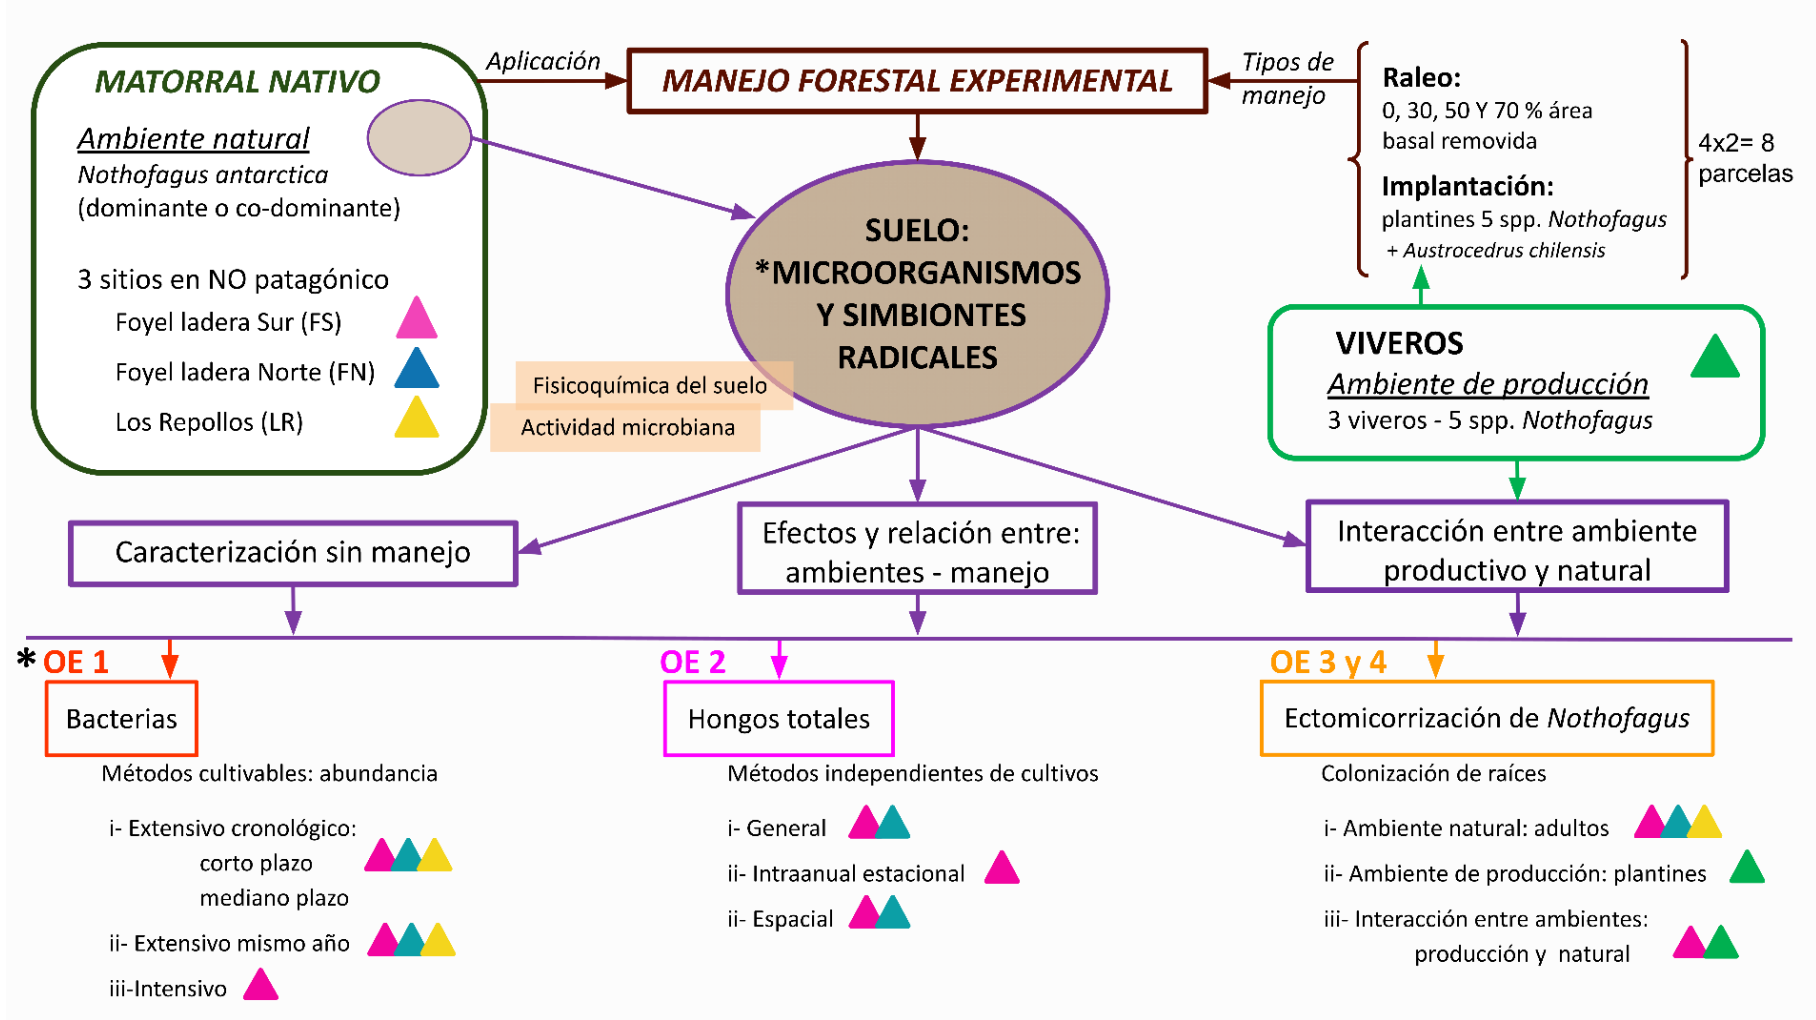 MATORRAL NATIVO
Ambiente natural
Nothofagus antarctica
(dominante o co-dominante)
3 sitios en NO patagónico
Foyel ladera Sur (FS)
Foyel ladera Norte (FN)
Los Repollos (LR)
Aplicación
MANEJO FORESTAL EXPERIMENTAL
Tipos de
manejo
Raleo:
0, 30, 50 Y 70 % área
basal removida
Implantación:
plantines 5 spp. Nothofagus
+ Austrocedrus chilensis
4x2= 8
parcelas
SUELO:
*MICROORGANISMOS
Y SIMBIONTES
RADICALES
Fisicoquímica del suelo
Actividad microbiana
VIVEROS
Ambiente de producción
3 viveros - 5 spp. Nothofagus
Caracterización sin manejo
Efectos y relación entre:
ambientes - manejo
Interacción entre ambiente
productivo y natural
* OE 1
Bacterias
Métodos cultivables: abundancia
i- Extensivo cronológico:
corto plazo
mediano plazo
ii- Extensivo mismo año
iii-Intensivo
OE 2
Hongos totales
Métodos independientes de cultivos
i- General
ii- Intraanual estacional
ii- Espacial
OE 3 y 4
Ectomicorrización de Nothofagus
Colonización de raíces
i- Ambiente natural: adultos
ii- Ambiente de producción: plantines
iii- Interacción entre ambientes:
producción y natural